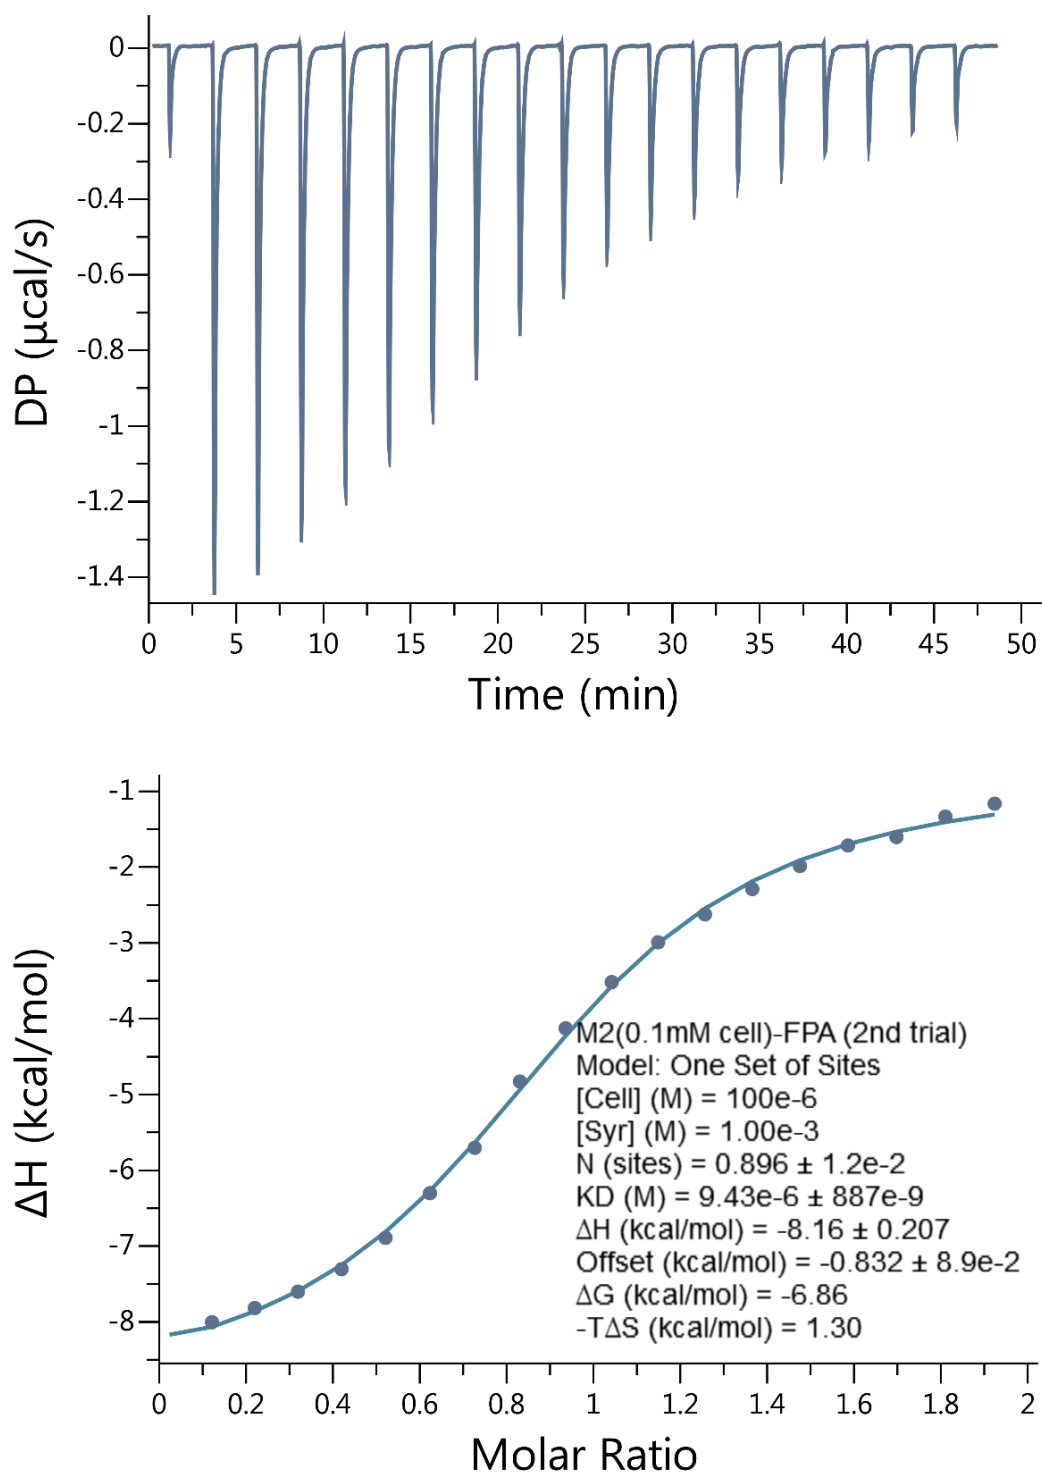 0
-0.2
-0.4
-0.6
-0.8
-1
-1.2
-1.4
DP (µcal/s)
0 5 10 15 20 25 30 35 40 45 50
Time (min)
-1
-2
-3
-4
-5
-6
-7
-8
ΔH (kcal/mol)
M2(0.1mM cell)-FPA (2nd trial)
Model: One Set of Sites
[Cell] (M) = 100e-6
[Syr] (M) = 1.00e-3
N (sites) = 0.896 ± 1.2e-2
KD (M) = 9.43e-6 ± 887e-9
ΔH (kcal/mol) = -8.16 ± 0.207
Offset (kcal/mol) = -0.832 ± 8.9e-2
ΔG (kcal/mol) = -6.86
-TΔS (kcal/mol) = 1.30
0 0.2 0.4 0.6 0.8 1 1.2 1.4 1.6 1.8 2
Molar Ratio